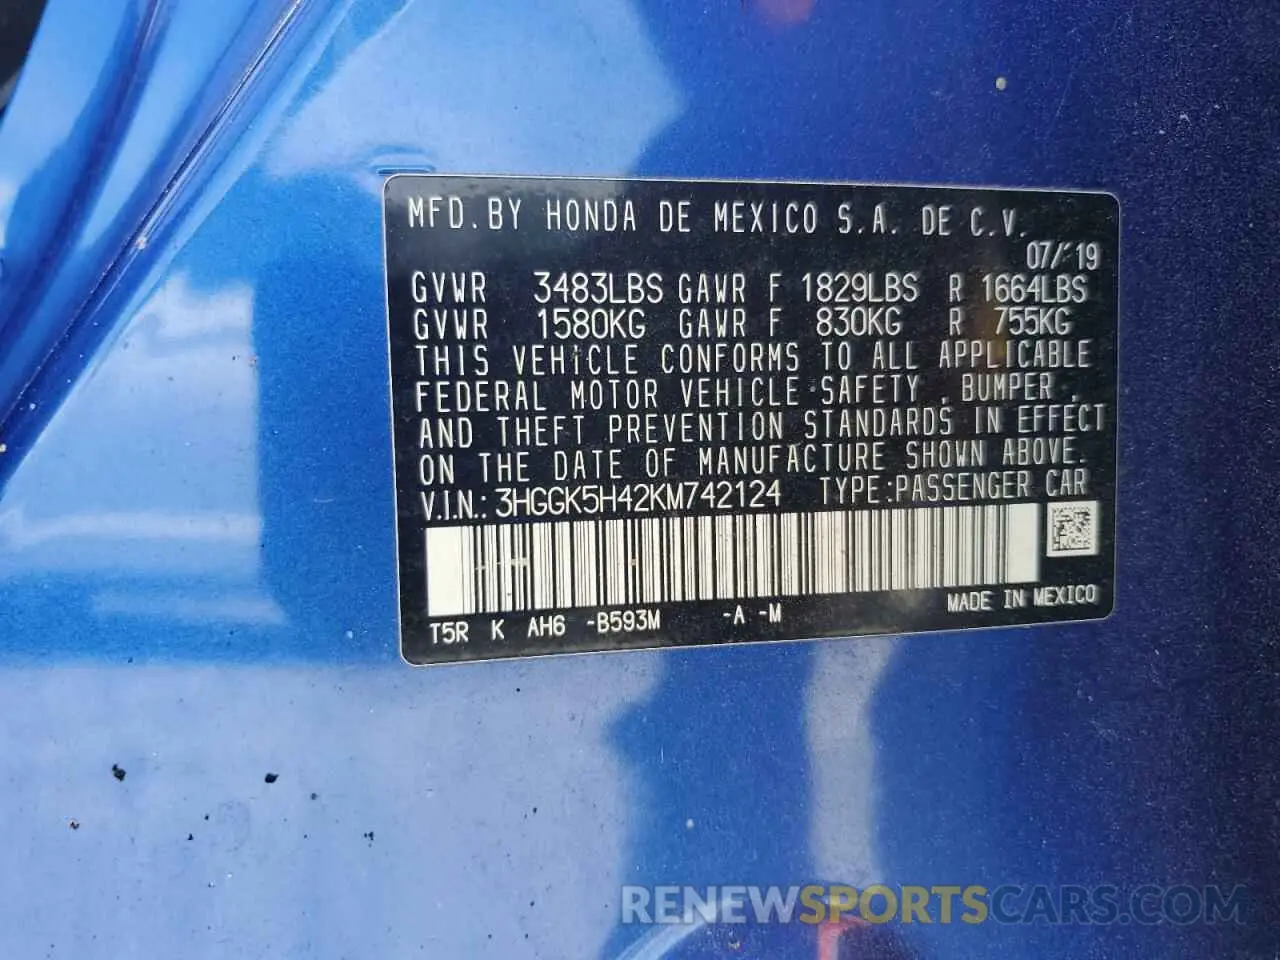 MFD. BY HONDA DE MEXICO S.A. DE C.V.
07/19
GVWR 3483LBS GAWR F 1829LBS R 1664LBS
GVWR 1580KG GAWR F 830KG R 755KG
THIS VEHICLE CONFORMS TO ALL APPLICABLE
FEDERAL MOTOR VEHICLE SAFETY , BUMPER ,
AND THEFT PREVENTION STANDARDS IN EFFECT
ON THE DATE OF MANUFACTURE SHOWN ABOVE.
V.I.N.: 3HGGK5H42KM742124 TYPE:PASSENGER CAR
T5R K AH6 -B593M -A -M MADE IN MEXICO
RENEWSPORTSCARS.COM